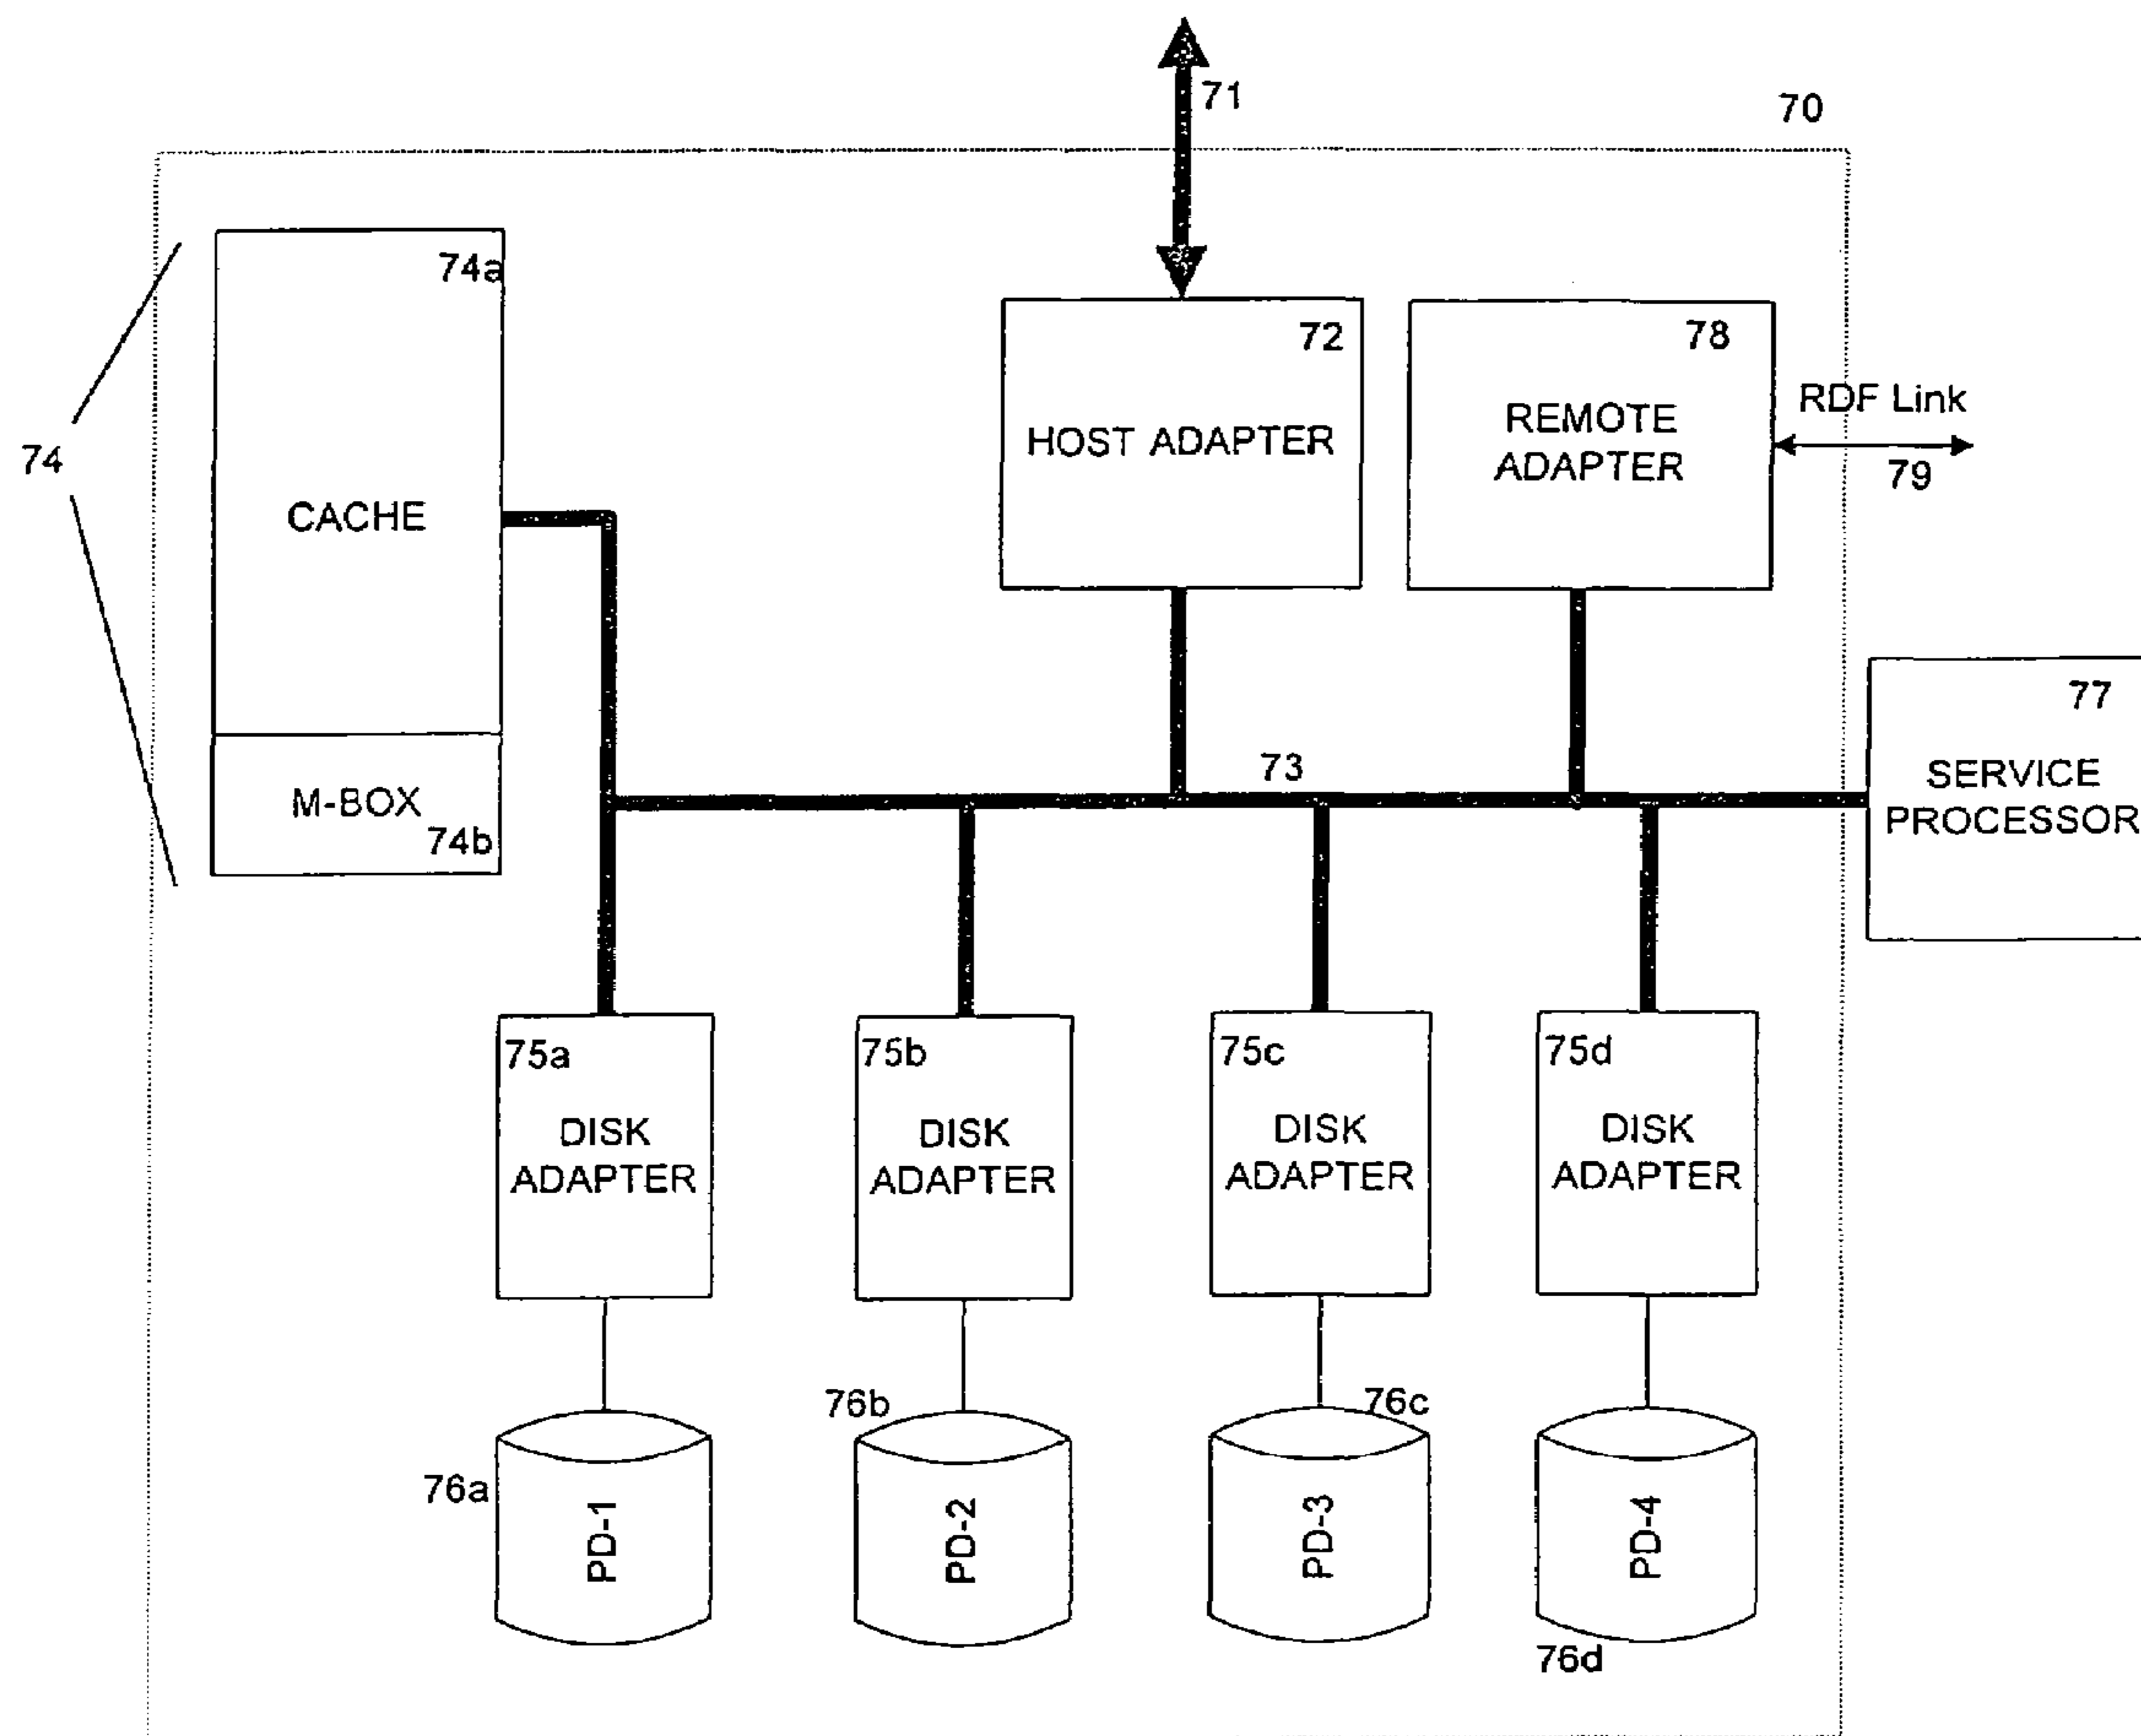 71
70
74a
72
78
RDF Link
REMOTE
ADAPTER
HOST ADAPTER
79
74
CACHE
77
73
SERVICE
PROCESSOR
M-BOX
74b
75a
75b
75c
75d
DISK
ADAPTER
DISK
ADAPTER
DISK
ADAPTER
DISK
ADAPTER
76b
76c
76a
PD-1
PD-2
PD-3
PD-4
76d